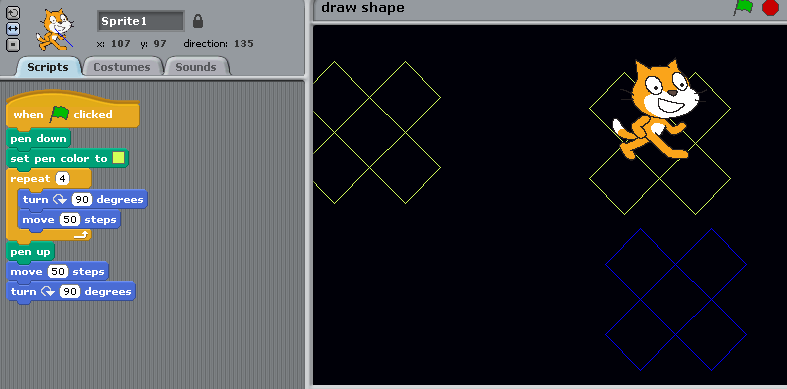 Sprite1
x: 107 y: 97 direction: 135
Scripts Costumes Sounds
draw shape
when clicked
pen down
set pen color to
repeat 4
turn 90 degrees
move 50 steps
pen up
move 50 steps
turn 90 degrees